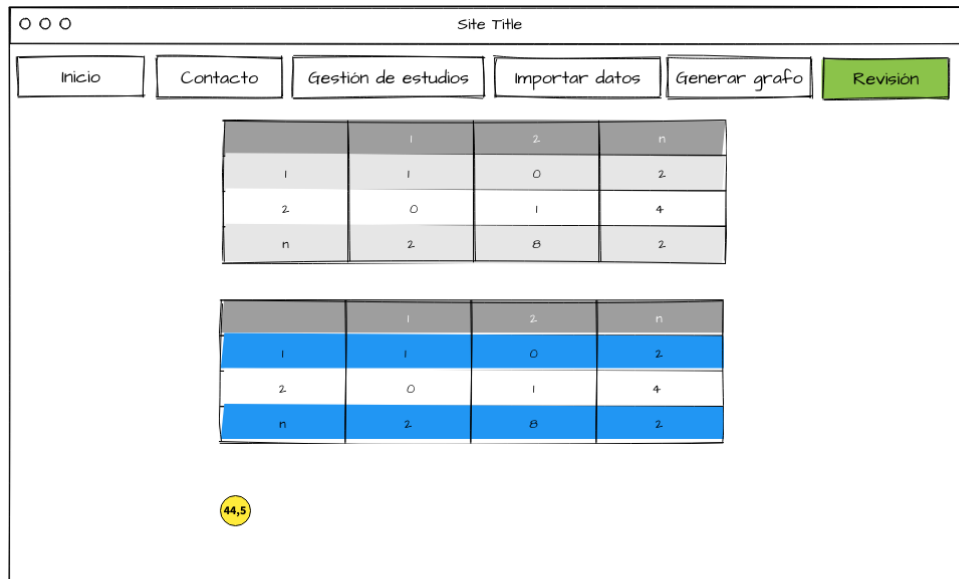 Site Title
Inicio Contacto Gestión de estudios Importar datos Generar grafo Revisión
1 2 n
1 1 0 2
2 0 1 4
n 2 8 2
1 2 n
1 1 0 2
2 0 1 4
n 2 8 2
44,5